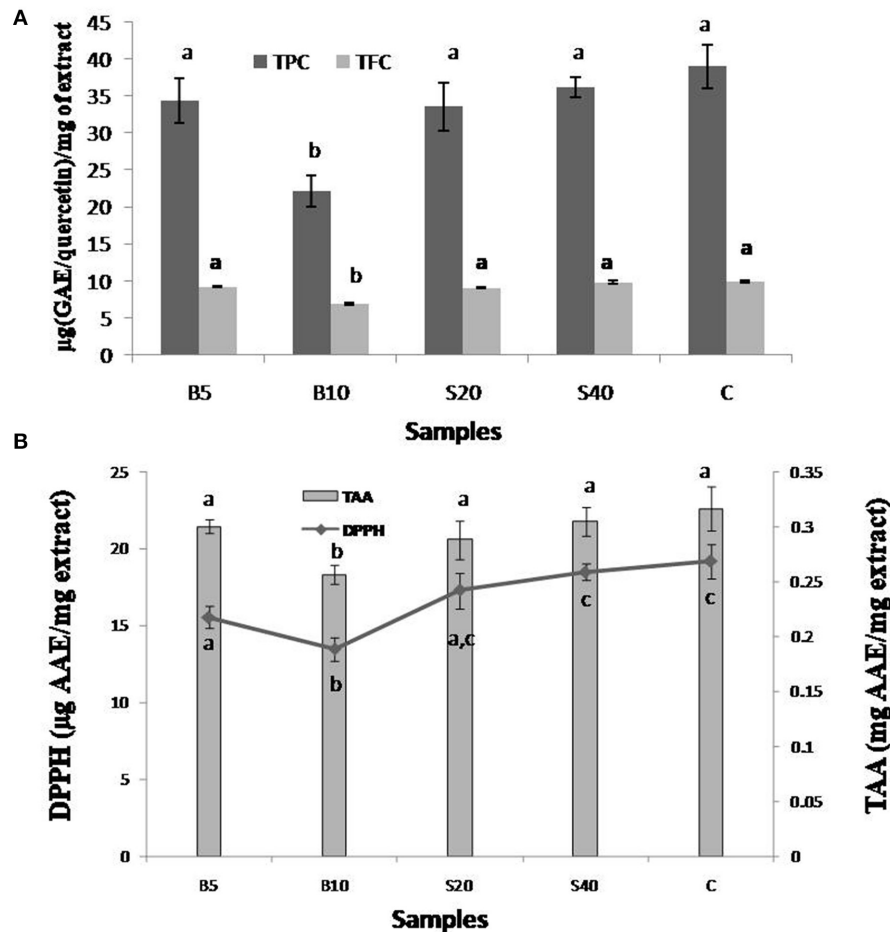 A
µg(GAE/quercetin)/mg of extract
45
40
35
30
25
20
15
10
5
0
TPC TFC
a b a a a
a b a a a
B5 B10 S20 S40 C
Samples
B
DPPH (µg AAE/mg extract)
25
20
15
10
5
0
TAA
DPPH
a b a a a
a b a,c c c
0.35
0.3
0.25
0.2
0.15
0.1
0.05
0
TAA (mg AAE/mg extract)
B5 B10 S20 S40 C
Samples